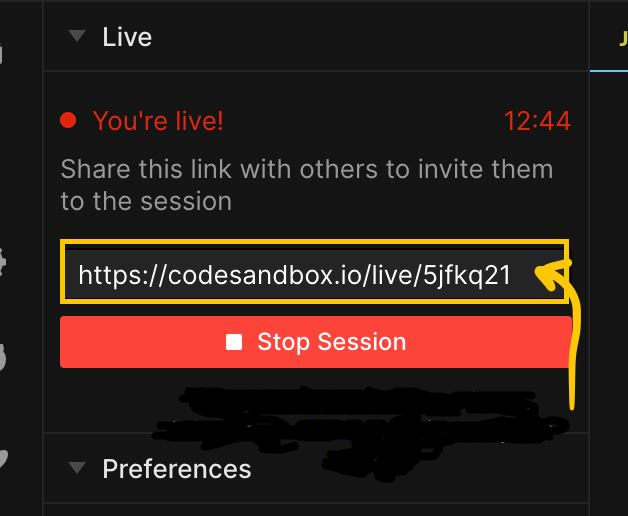 Live
You're live!
12:44
Share this link with others to invite them
to the session
https://codesandbox.io/live/5jfkq21
Stop Session
Preferences